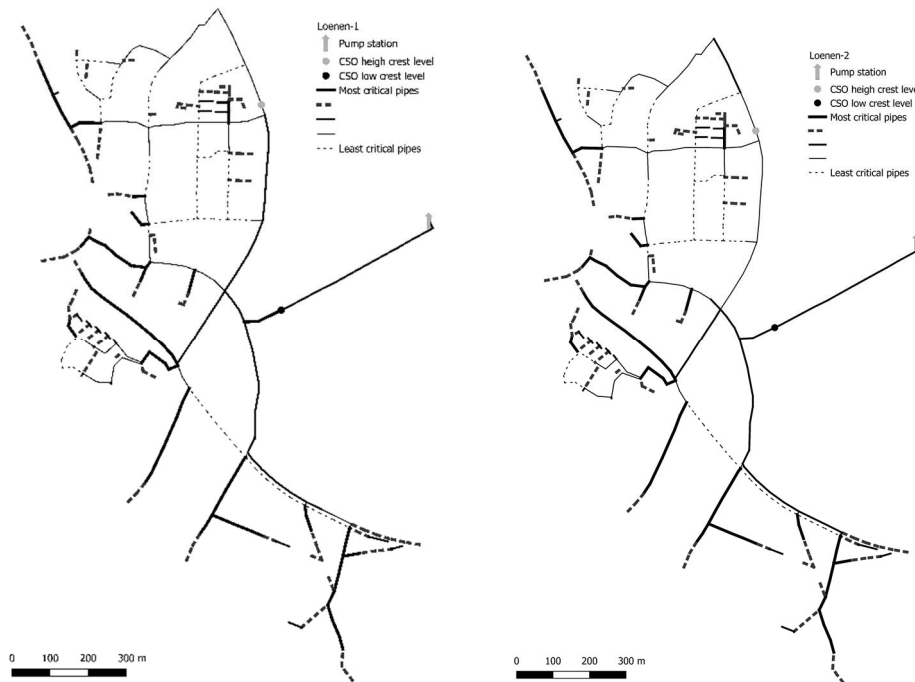 Loenen-1
Pump station
CSO heigh crest level
CSO low crest level
Most critical pipes
Least critical pipes
0 100 200 300 m
Loenen-2
Pump station
CSO heigh crest leve
CSO low crest level
Most critical pipes
Least critical pipes
0 100 200 300 m